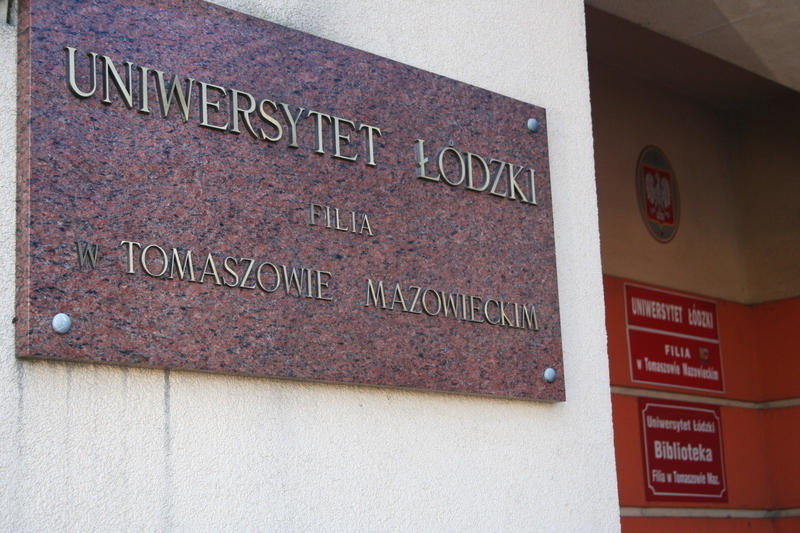 UNIWERSYTET ŁÓDZKI
FILIA
W TOMASZOWIE MAZOWIECKIM
UNIWERSYTET ŁÓDZKI
FILIA
w Tomaszowie Mazowieckim
Uniwersytet Łódzki
Biblioteka
Filia w Tomaszowie Maz.